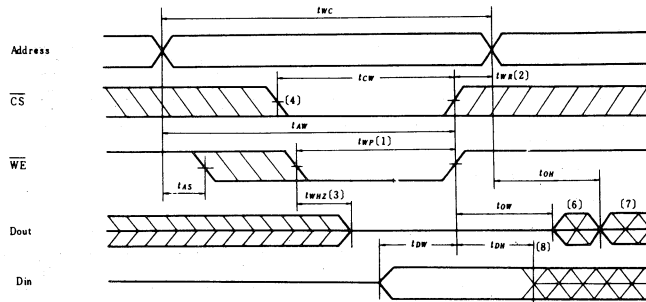 tWC
Address
tCW
tWR(2)
CS
(4)
tAW
tWP(1)
WE
tAS
tOH
tWHZ(3)
tOW
(6)
(7)
Dout
tDW
tDH
(8)
Din